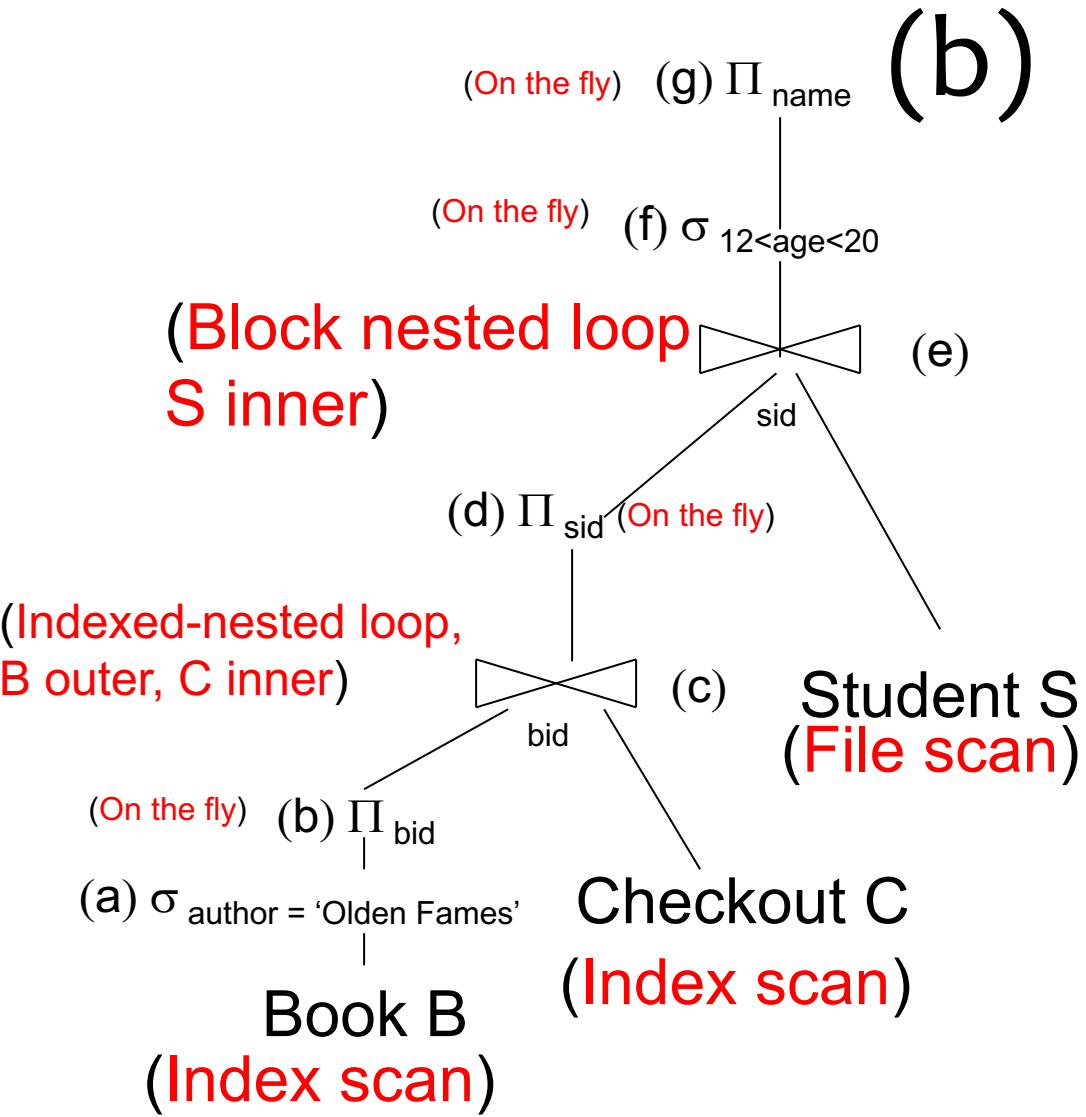 (b)
(On the fly) (g) Π name
(On the fly) (f) σ 12<age<20
(Block nested loop
S inner)
(e)
sid
(d) Π sid (On the fly)
(Indexed-nested loop,
B outer, C inner)
(c)
bid
Student S
(File scan)
(On the fly) (b) Π bid
(a) σ author = ‘Olden Fames’
Checkout C
(Index scan)
Book B
(Index scan)